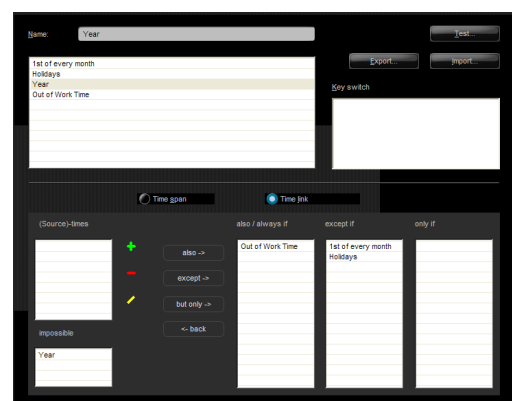 Name:
Year
Test...
Export...
Import...
1st of every month
Holidays
Year
Out of Work Time
Key switch
Time span
Time link
(Source)-times
also / always if
except if
only if
also ->
except ->
but only ->
<- back
Out of Work Time
1st of every month
Holidays
impossible
Year